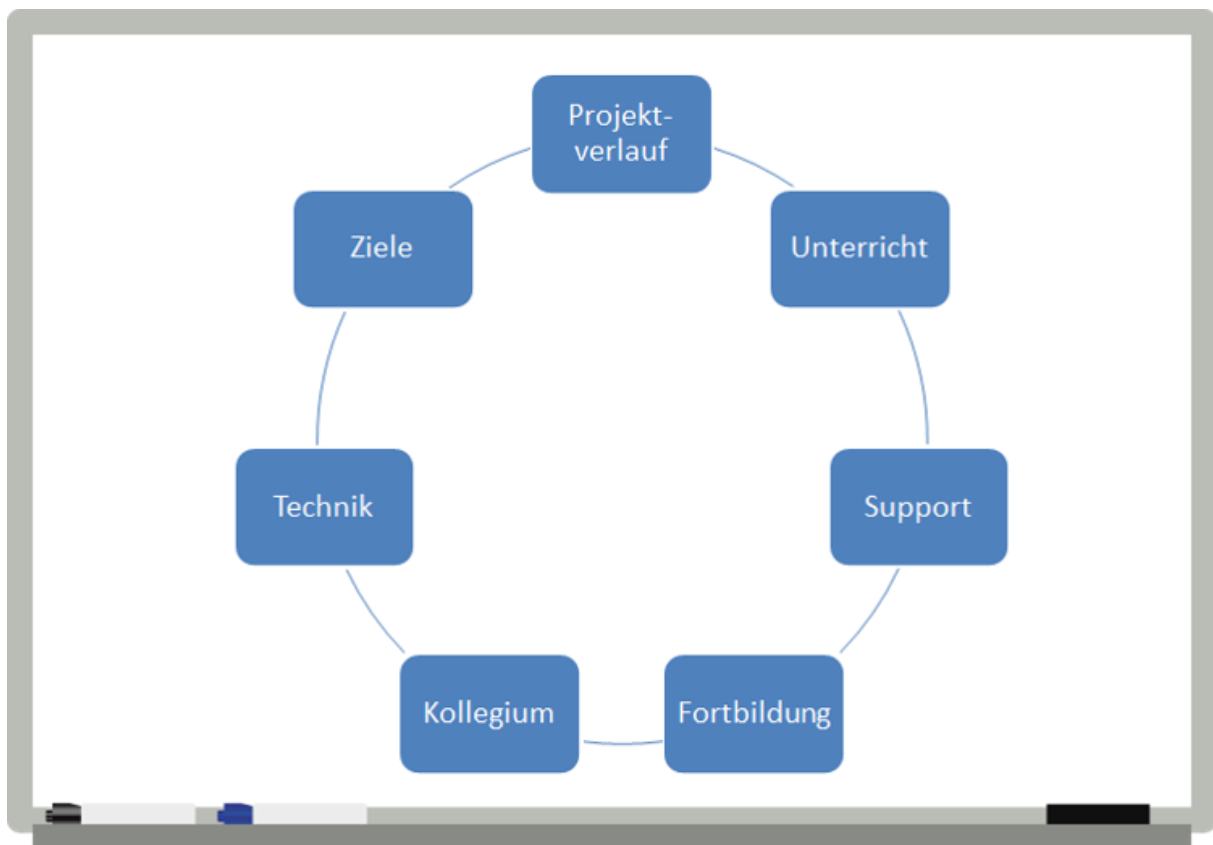 Projekt-
verlauf
Ziele
Unterricht
Technik
Support
Kollegium
Fortbildung